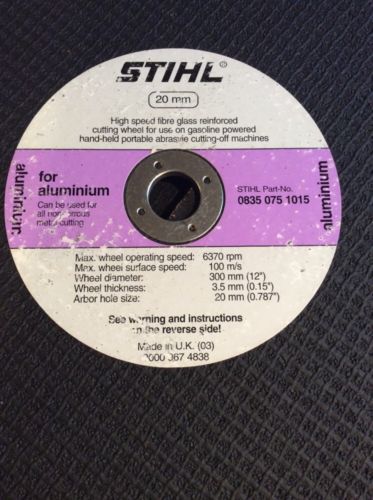 STIHL®
20 mm
High speed fibre glass reinforced
cutting wheel for use on gasoline powered
hand-held portable abrasive cutting-off machines
aluminium
for
aluminium
Can be used for
all non-ferrous
metal cutting
STIHL Part-No.
0835 075 1015
aluminium
Max. wheel operating speed: 6370 rpm
Max. wheel surface speed: 100 m/s
Wheel diameter: 300 mm (12")
Wheel thickness: 3.5 mm (0.15")
Arbor hole size: 20 mm (0.787")
See warning and instructions
on the reverse side!
Made in U.K. (03)
0000 967 4838